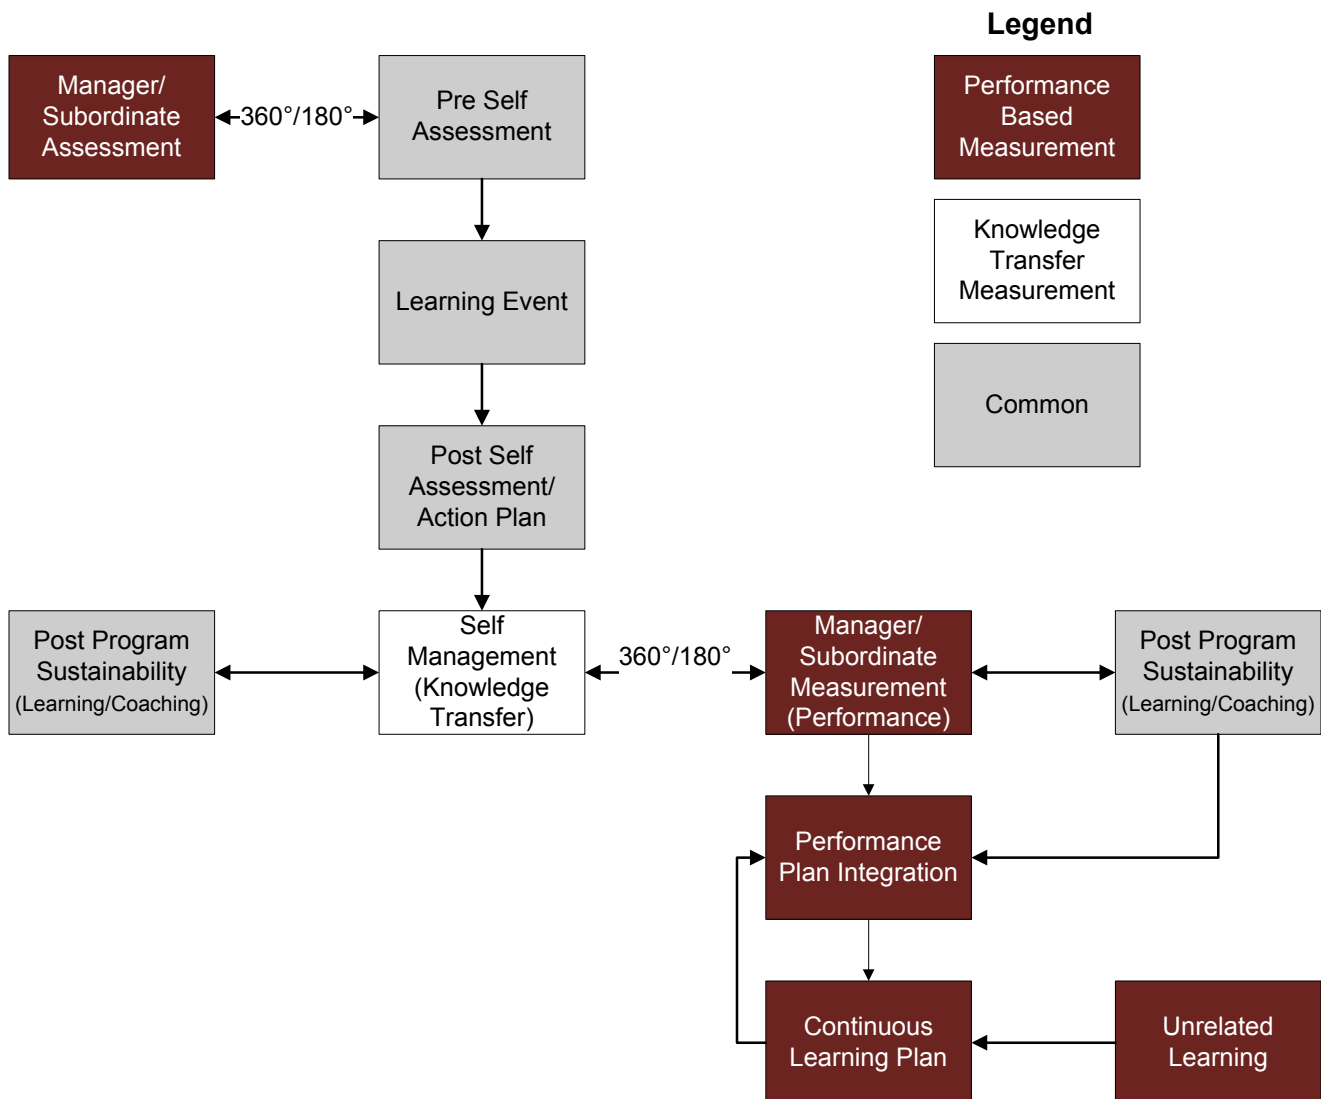 Legend
Manager/
Subordinate
Assessment
360°/180°
Pre Self
Assessment
Performance
Based
Measurement
Knowledge
Transfer
Measurement
Learning Event
Common
Post Self
Assessment/
Action Plan
Post Program
Sustainability
(Learning/Coaching)
Self
Management
(Knowledge
Transfer)
360°/180°
Manager/
Subordinate
Measurement
(Performance)
Post Program
Sustainability
(Learning/Coaching)
Performance
Plan Integration
Continuous
Learning Plan
Unrelated
Learning